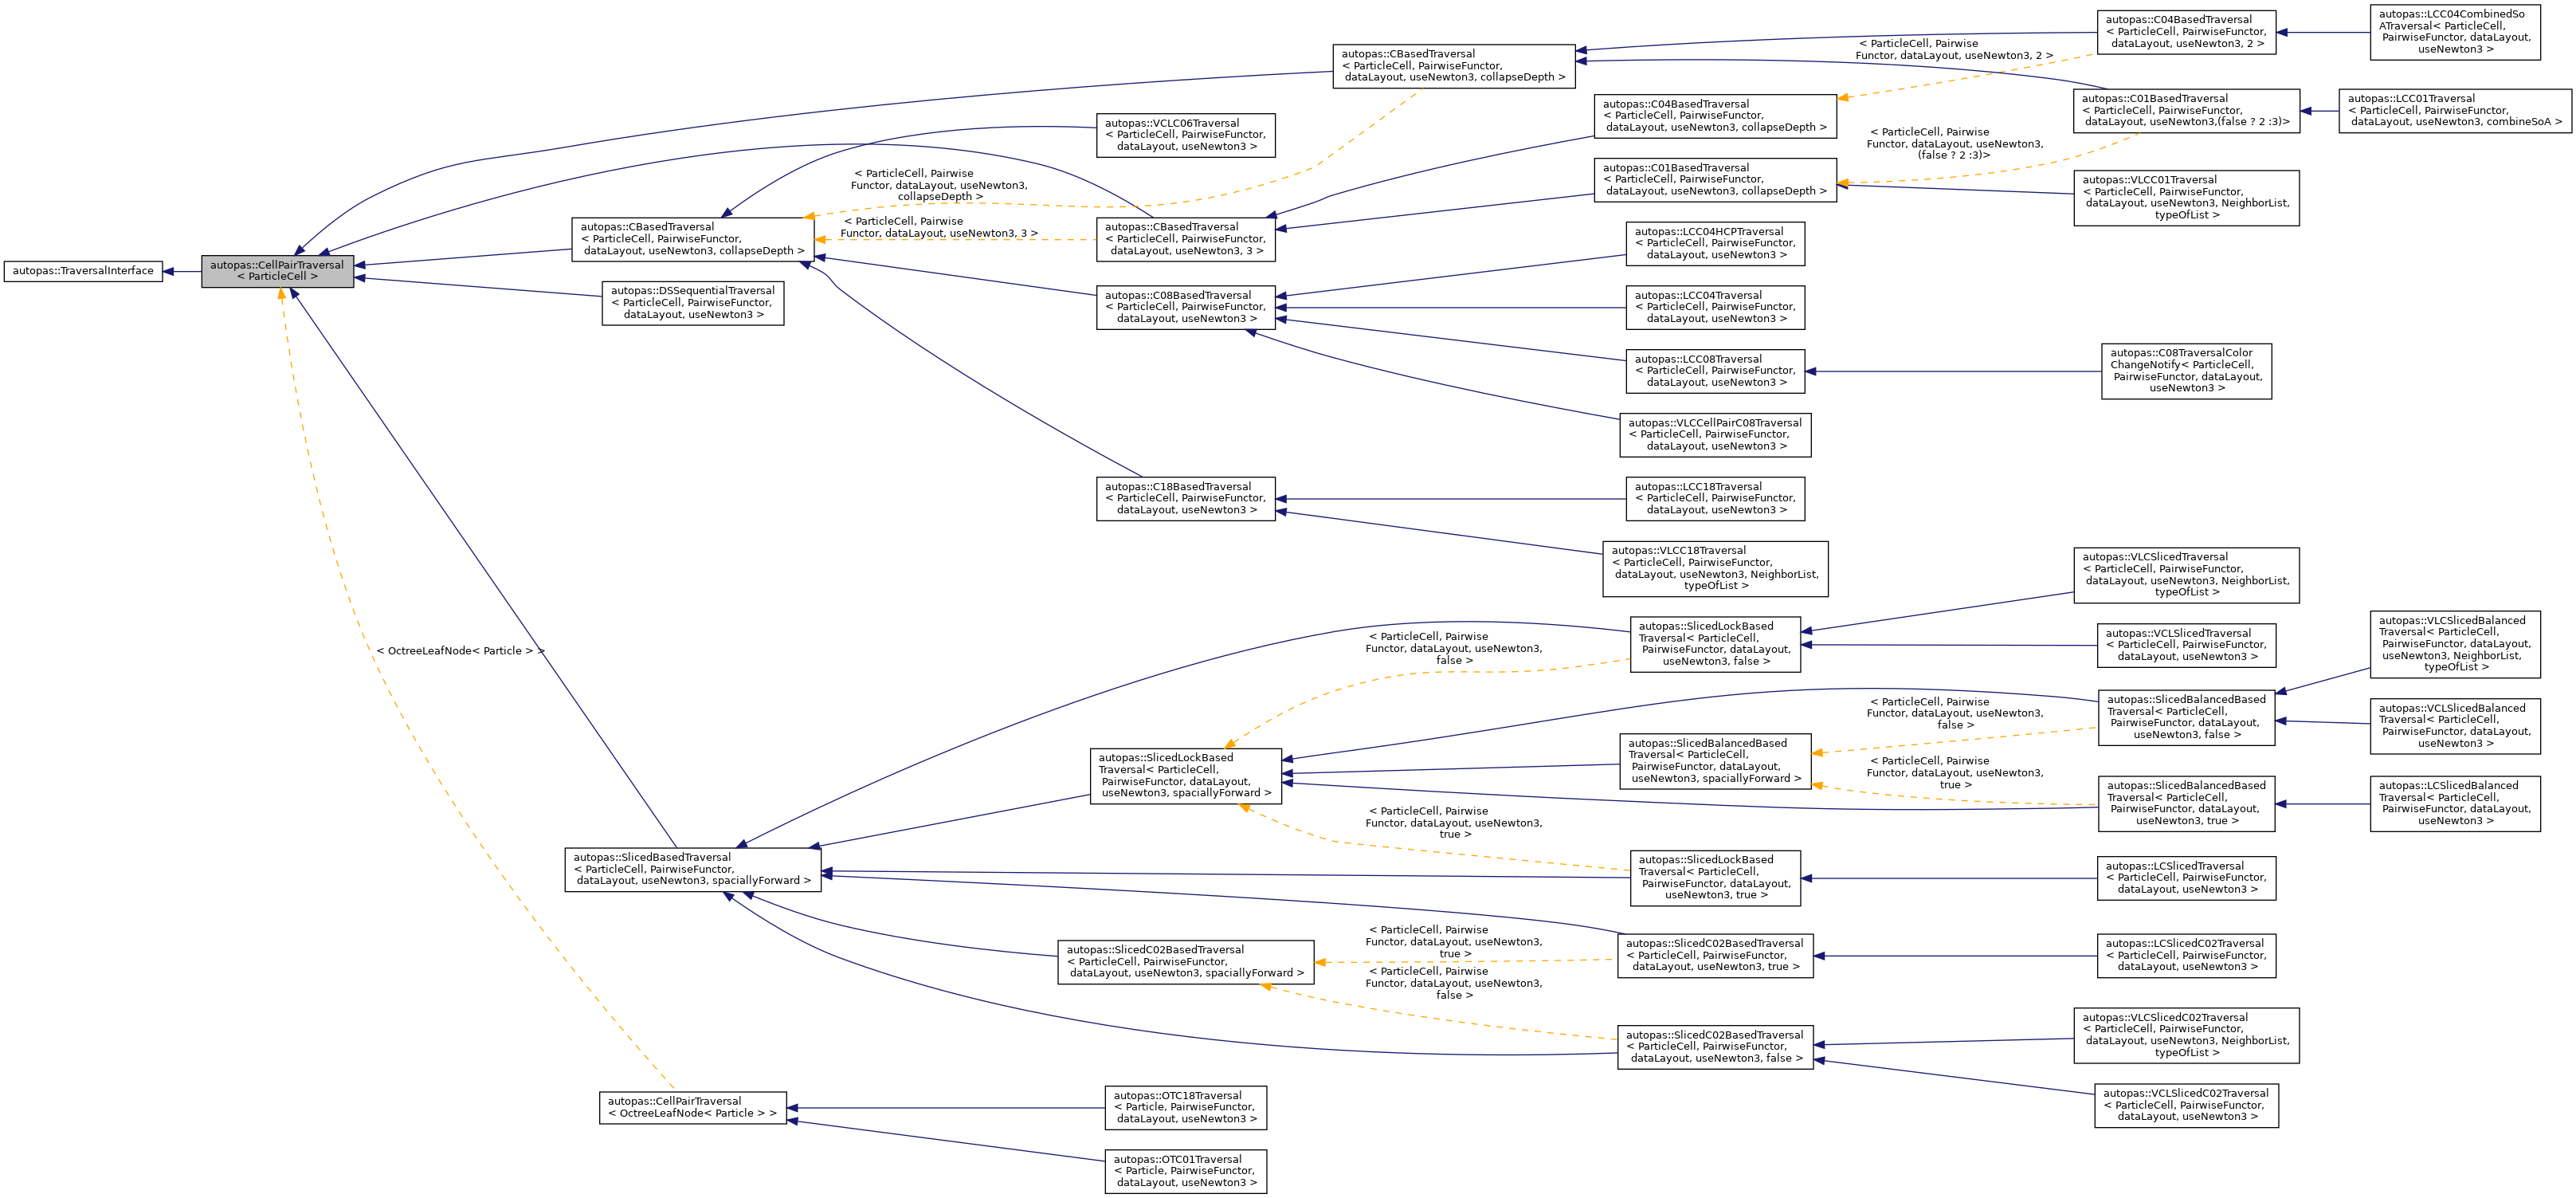 autopas::TraversalInterface
autopas::CellPairTraversal
< ParticleCell >
autopas::CBasedTraversal
< ParticleCell, PairwiseFunctor,
dataLayout, useNewton3, collapseDepth >
autopas::DSSequentialTraversal
< ParticleCell, PairwiseFunctor,
dataLayout, useNewton3 >
< OctreeLeafNode< Particle > >
autopas::SlicedBasedTraversal
< ParticleCell, PairwiseFunctor,
dataLayout, useNewton3, spaciallyForward >
autopas::CellPairTraversal
< OctreeLeafNode< Particle > >
< ParticleCell, Pairwise
Functor, dataLayout, useNewton3,
collapseDepth >
< ParticleCell, Pairwise
Functor, dataLayout, useNewton3, 3 >
autopas::VCLC06Traversal
< ParticleCell, PairwiseFunctor,
dataLayout, useNewton3 >
autopas::CBasedTraversal
< ParticleCell, PairwiseFunctor,
dataLayout, useNewton3, 3 >
autopas::C08BasedTraversal
< ParticleCell, PairwiseFunctor,
dataLayout, useNewton3 >
autopas::C18BasedTraversal
< ParticleCell, PairwiseFunctor,
dataLayout, useNewton3 >
autopas::SlicedLockBased
Traversal< ParticleCell,
PairwiseFunctor, dataLayout,
useNewton3, spaciallyForward >
autopas::SlicedC02BasedTraversal
< ParticleCell, PairwiseFunctor,
dataLayout, useNewton3, spaciallyForward >
autopas::OTC18Traversal
< Particle, PairwiseFunctor,
dataLayout, useNewton3 >
autopas::OTC01Traversal
< Particle, PairwiseFunctor,
dataLayout, useNewton3 >
autopas::CBasedTraversal
< ParticleCell, PairwiseFunctor,
dataLayout, useNewton3, collapseDepth >
< ParticleCell, Pairwise
Functor, dataLayout, useNewton3,
false >
< ParticleCell, Pairwise
Functor, dataLayout, useNewton3,
true >
< ParticleCell, Pairwise
Functor, dataLayout, useNewton3,
true >
< ParticleCell, Pairwise
Functor, dataLayout, useNewton3,
false >
autopas::C04BasedTraversal
< ParticleCell, PairwiseFunctor,
dataLayout, useNewton3, collapseDepth >
autopas::C01BasedTraversal
< ParticleCell, PairwiseFunctor,
dataLayout, useNewton3, collapseDepth >
autopas::LCC04HCPTraversal
< ParticleCell, PairwiseFunctor,
dataLayout, useNewton3 >
autopas::LCC04Traversal
< ParticleCell, PairwiseFunctor,
dataLayout, useNewton3 >
autopas::LCC08Traversal
< ParticleCell, PairwiseFunctor,
dataLayout, useNewton3 >
autopas::VLCCellPairC08Traversal
< ParticleCell, PairwiseFunctor,
dataLayout, useNewton3 >
autopas::LCC18Traversal
< ParticleCell, PairwiseFunctor,
dataLayout, useNewton3 >
autopas::VLCC18Traversal
< ParticleCell, PairwiseFunctor,
dataLayout, useNewton3, NeighborList,
typeOfList >
autopas::SlicedLockBased
Traversal< ParticleCell,
PairwiseFunctor, dataLayout,
useNewton3, false >
autopas::SlicedBalancedBased
Traversal< ParticleCell,
PairwiseFunctor, dataLayout,
useNewton3, spaciallyForward >
autopas::SlicedLockBased
Traversal< ParticleCell,
PairwiseFunctor, dataLayout,
useNewton3, true >
autopas::SlicedC02BasedTraversal
< ParticleCell, PairwiseFunctor,
dataLayout, useNewton3, true >
autopas::SlicedC02BasedTraversal
< ParticleCell, PairwiseFunctor,
dataLayout, useNewton3, false >
< ParticleCell, Pairwise
Functor, dataLayout, useNewton3, 2 >
< ParticleCell, Pairwise
Functor, dataLayout, useNewton3,
(false ? 2 :3)>
< ParticleCell, Pairwise
Functor, dataLayout, useNewton3,
false >
< ParticleCell, Pairwise
Functor, dataLayout, useNewton3,
true >
autopas::C04BasedTraversal
< ParticleCell, PairwiseFunctor,
dataLayout, useNewton3, 2 >
autopas::C01BasedTraversal
< ParticleCell, PairwiseFunctor,
dataLayout, useNewton3,(false ? 2 :3)>
autopas::VLCC01Traversal
< ParticleCell, PairwiseFunctor,
dataLayout, useNewton3, NeighborList,
typeOfList >
autopas::C08TraversalColor
ChangeNotify< ParticleCell,
PairwiseFunctor, dataLayout,
useNewton3 >
autopas::VLCSlicedTraversal
< ParticleCell, PairwiseFunctor,
dataLayout, useNewton3, NeighborList,
typeOfList >
autopas::VCLSlicedTraversal
< ParticleCell, PairwiseFunctor,
dataLayout, useNewton3 >
autopas::SlicedBalancedBased
Traversal< ParticleCell,
PairwiseFunctor, dataLayout,
useNewton3, false >
autopas::SlicedBalancedBased
Traversal< ParticleCell,
PairwiseFunctor, dataLayout,
useNewton3, true >
autopas::LCSlicedTraversal
< ParticleCell, PairwiseFunctor,
dataLayout, useNewton3 >
autopas::LCSlicedC02Traversal
< ParticleCell, PairwiseFunctor,
dataLayout, useNewton3 >
autopas::VLCSlicedC02Traversal
< ParticleCell, PairwiseFunctor,
dataLayout, useNewton3, NeighborList,
typeOfList >
autopas::VCLSlicedC02Traversal
< ParticleCell, PairwiseFunctor,
dataLayout, useNewton3 >
autopas::LCC04CombinedSo
ATraversal< ParticleCell,
PairwiseFunctor, dataLayout,
useNewton3 >
autopas::LCC01Traversal
< ParticleCell, PairwiseFunctor,
dataLayout, useNewton3, combineSoA >
autopas::VLCSlicedBalanced
Traversal< ParticleCell,
PairwiseFunctor, dataLayout,
useNewton3, NeighborList,
typeOfList >
autopas::VCLSlicedBalanced
Traversal< ParticleCell,
PairwiseFunctor, dataLayout,
useNewton3 >
autopas::LCSlicedBalanced
Traversal< ParticleCell,
PairwiseFunctor, dataLayout,
useNewton3 >